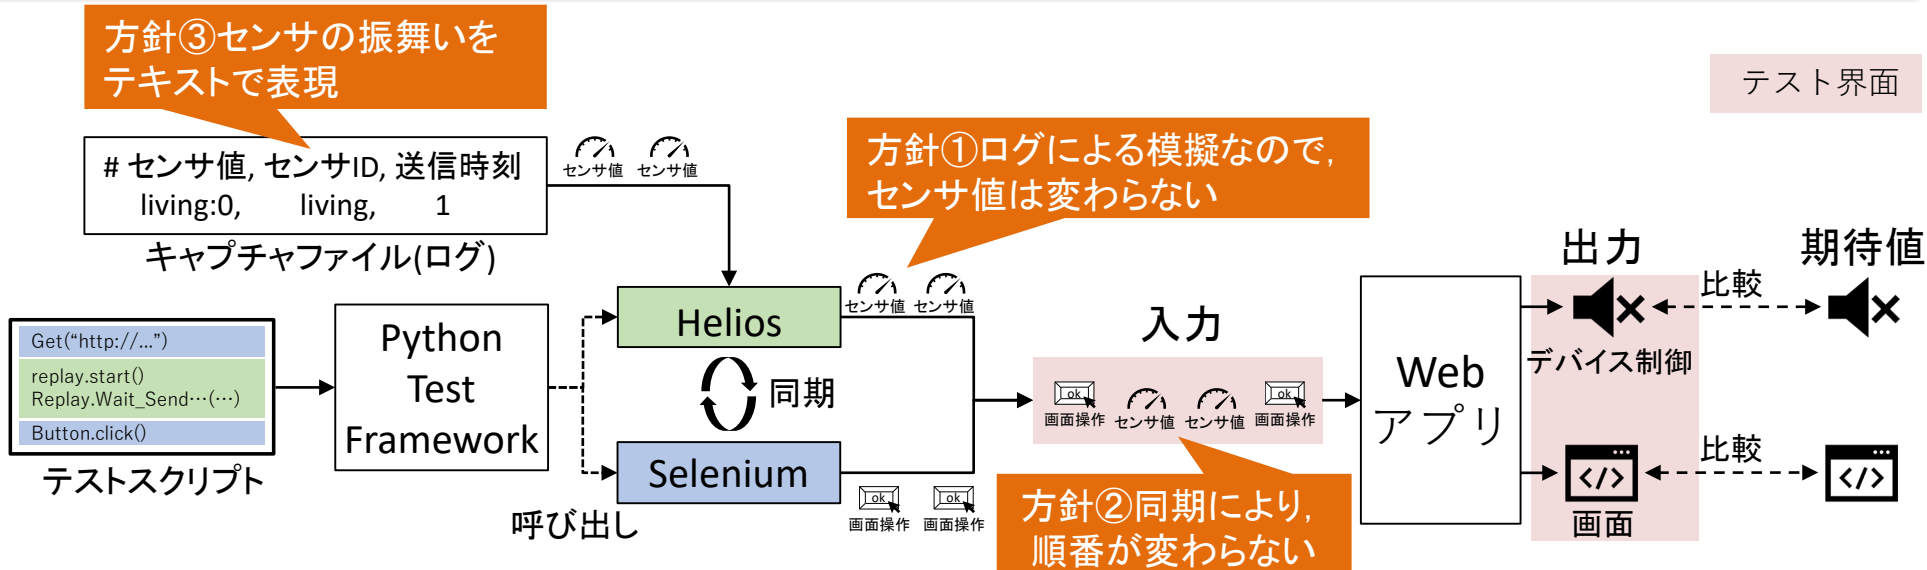 方針③センサの振舞いを
テキストで表現
テスト界面
# センサ値, センサID, 送信時刻
living:0, living, 1
キャプチャファイル(ログ)
センサ値 センサ値
方針①ログによる模擬なので,
センサ値は変わらない
Get(“http://...”)
replay.start()
Replay.Wait_Send…(…)
Button.click()
テストスクリプト
Python
Test
Framework
呼び出し
Helios
同期
Selenium
センサ値 センサ値
ok ok
画面操作 画面操作
入力
ok ok
画面操作 センサ値 センサ値 画面操作
方針②同期により,
順番が変わらない
Web
アプリ
出力
デバイス制御
</>
画面
比較
比較
期待値
</>